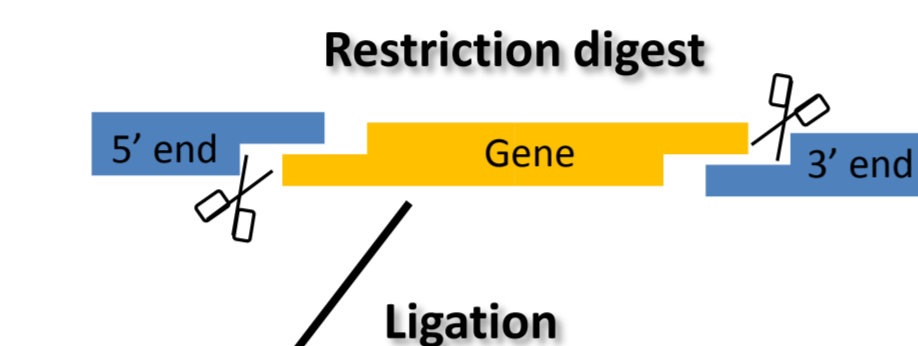 Restriction digest
5’ end
Gene
3’ end
Ligation